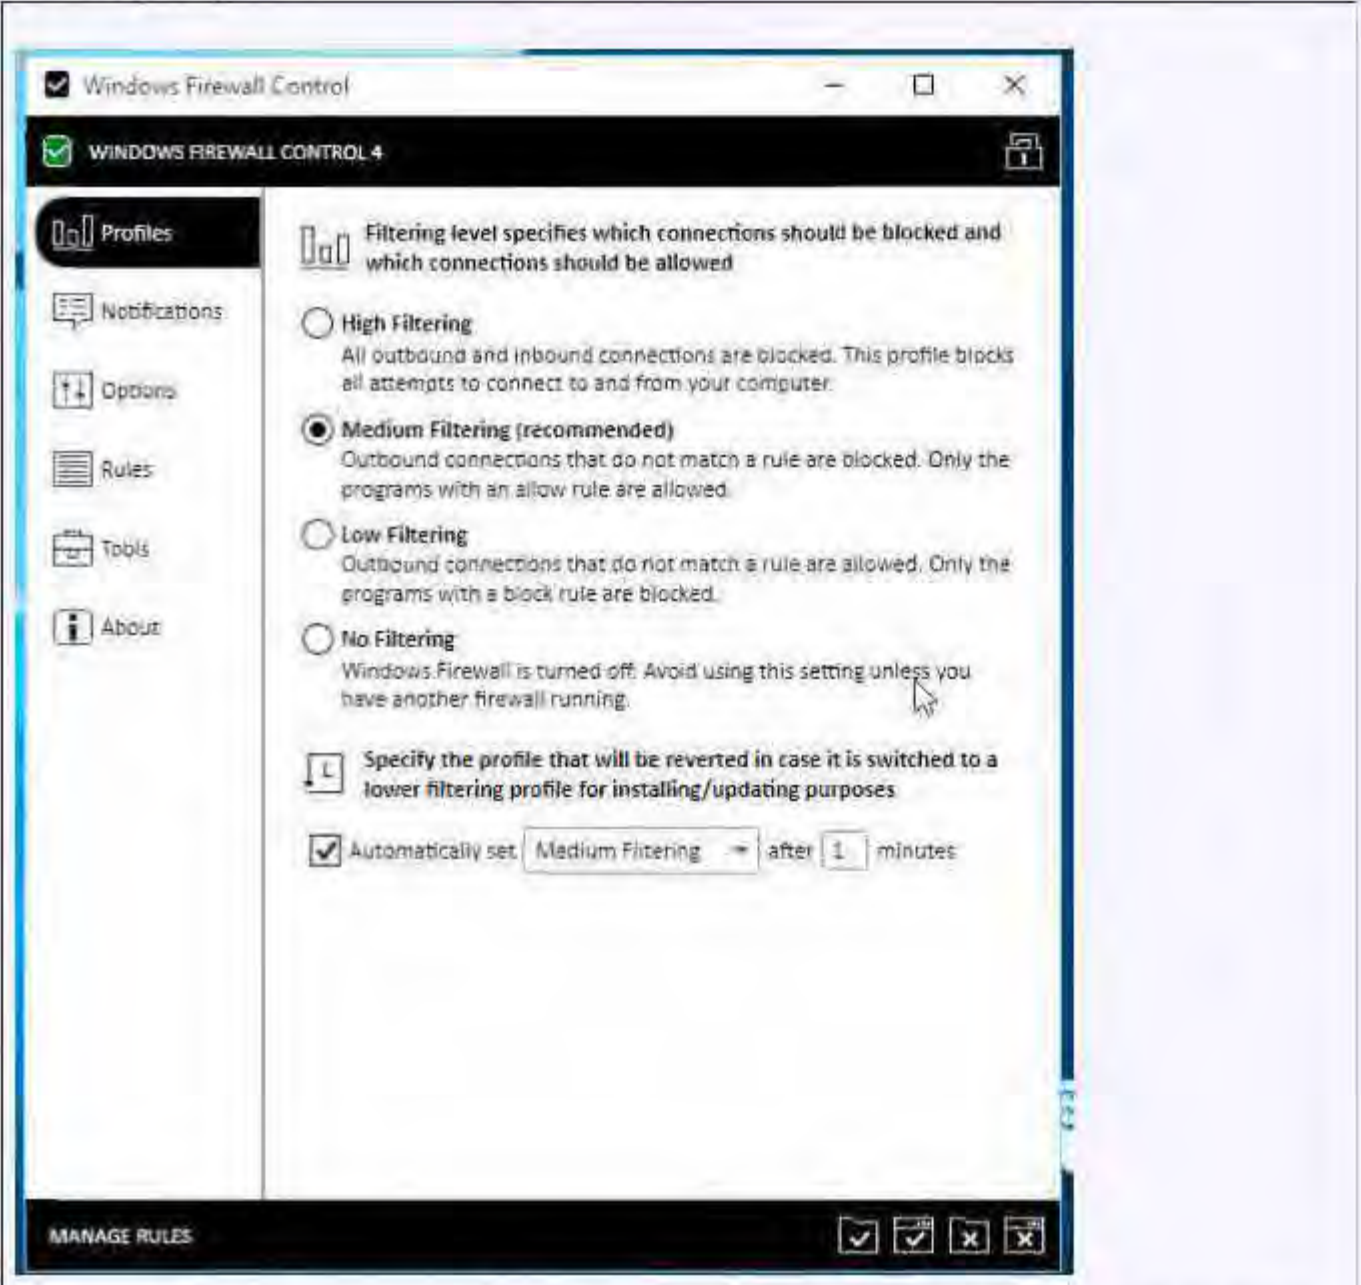 Windows Firewall Control
WINDOWS FIREWALL CONTROL 4
Profiles
Notifications
Options
Rules
Tools
About
Filtering level specifies which connections should be blocked and
which connections should be allowed
High Filtering
All outbound and inbound connections are blocked. This profile blocks
all attempts to connect to and from your computer.
Medium Filtering (recommended)
Outbound connections that do not match a rule are blocked. Only the
programs with an allow rule are allowed.
Low Filtering
Outbound connections that do not match a rule are allowed. Only the
programs with a block rule are blocked.
No Filtering
Windows Firewall is turned off. Avoid using this setting unless you
have another firewall running.
Specify the profile that will be reverted in case it is switched to a
lower filtering profile for installing/updating purposes
Automatically set Medium Filtering after 1 minutes
MANAGE RULES